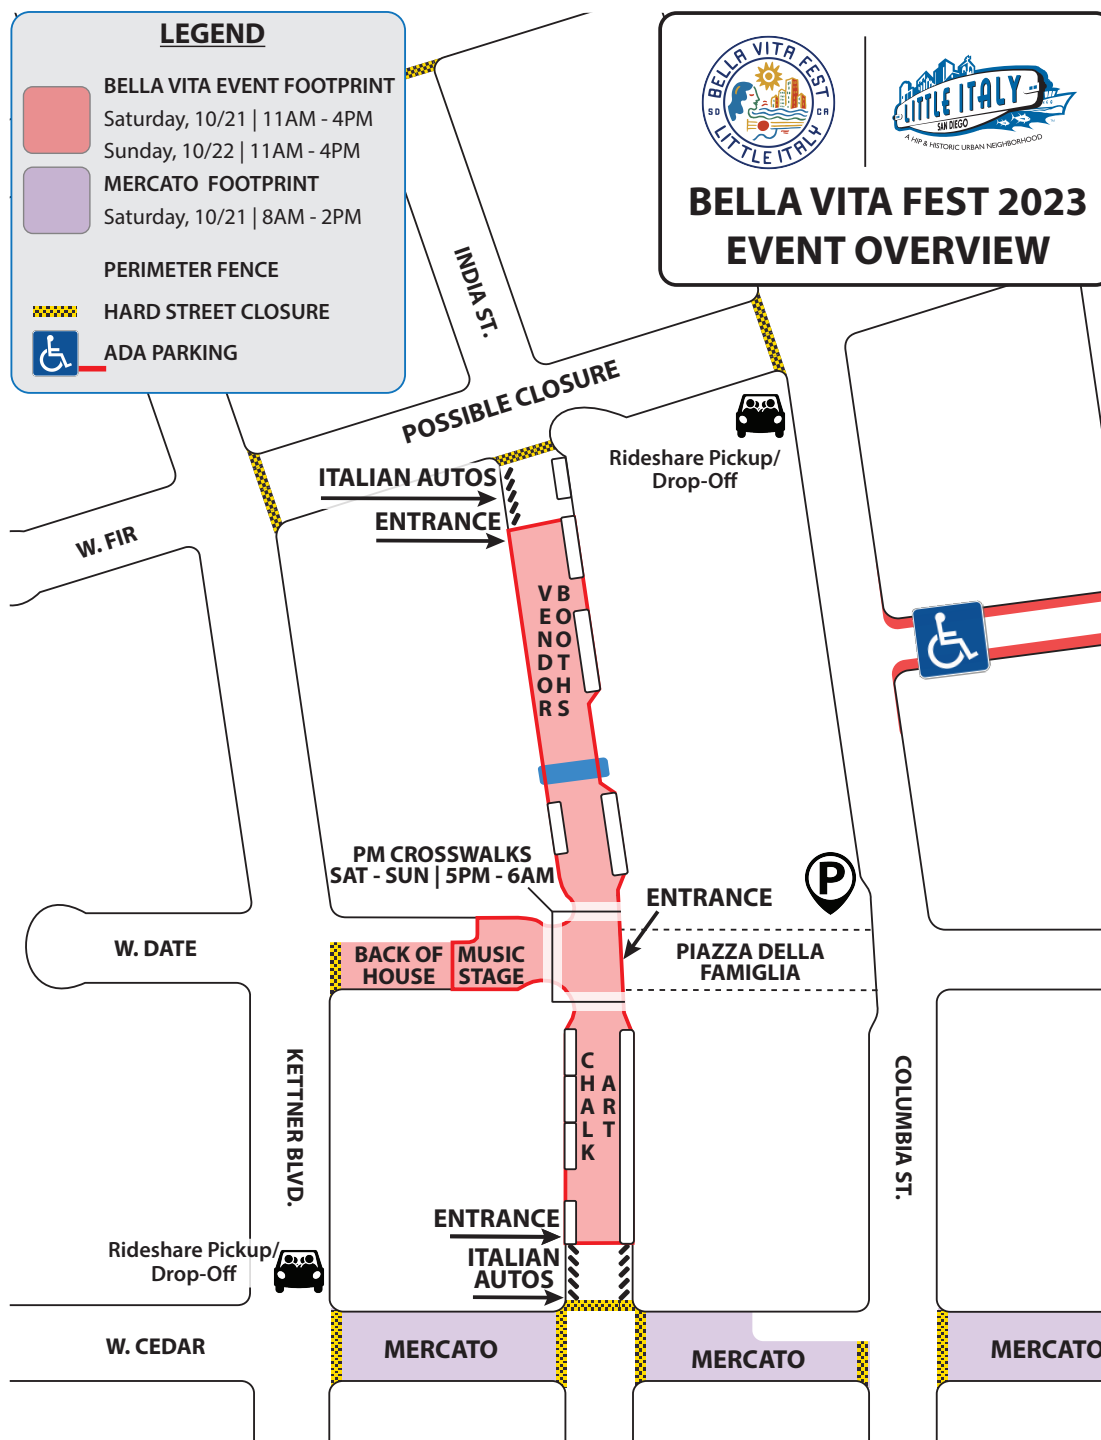 LEGEND
BELLA VITA EVENT FOOTPRINT
Saturday, 10/21 | 11AM - 4PM
Sunday, 10/22 | 11AM - 4PM
MERCATO FOOTPRINT
Saturday, 10/21 | 8AM - 2PM
PERIMETER FENCE
HARD STREET CLOSURE
ADA PARKING
BELLA VITA FEST
SD CA
LITTLE ITALY
LITTLE ITALY
SAN DIEGO
A HIP & HISTORIC URBAN NEIGHBORHOOD
BELLA VITA FEST 2023
EVENT OVERVIEW
INDIA ST.
POSSIBLE CLOSURE
Rideshare Pickup/
Drop-Off
ITALIAN AUTOS
ENTRANCE
W. FIR
VENDOR
BOOTHS
PM CROSSWALKS
SAT - SUN | 5PM - 6AM
P
ENTRANCE
W. DATE
BACK OF
HOUSE
MUSIC
STAGE
PIAZZA DELLA
FAMIGLIA
KETTNER BLVD.
CHALK
ART
COLUMBIA ST.
ENTRANCE
Rideshare Pickup/
Drop-Off
ITALIAN
AUTOS
W. CEDAR
MERCATO
MERCATO
MERCATO